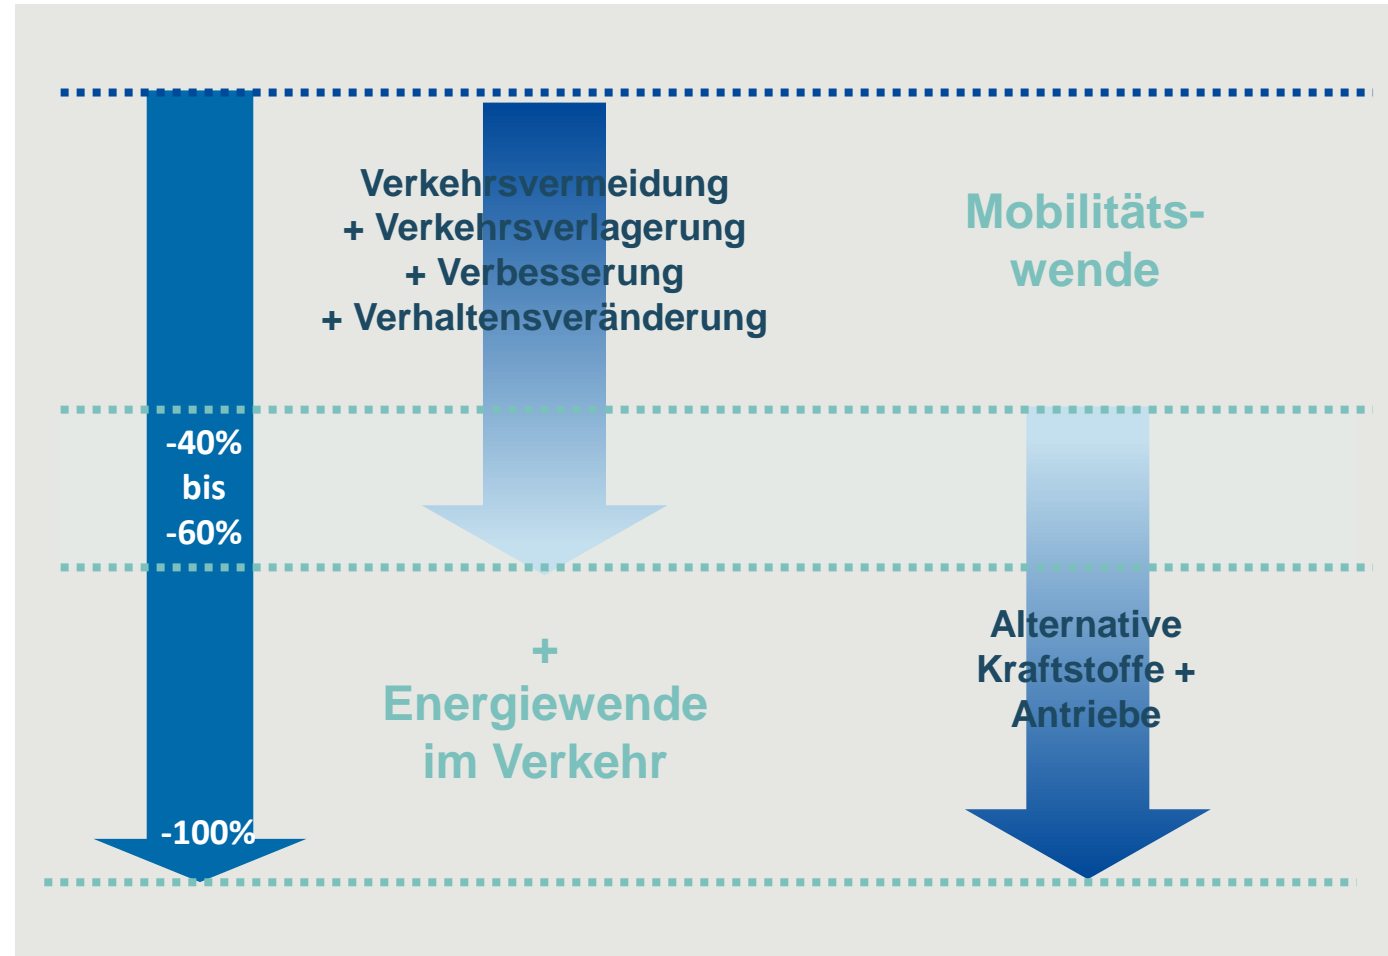 Verkehrsvermeidung
+ Verkehrsverlagerung
+ Verbesserung
+ Verhaltensveränderung
Mobilitäts-
wende
-40%
bis
-60%
+
Energiewende
im Verkehr
Alternative
Kraftstoffe +
Antriebe
-100%